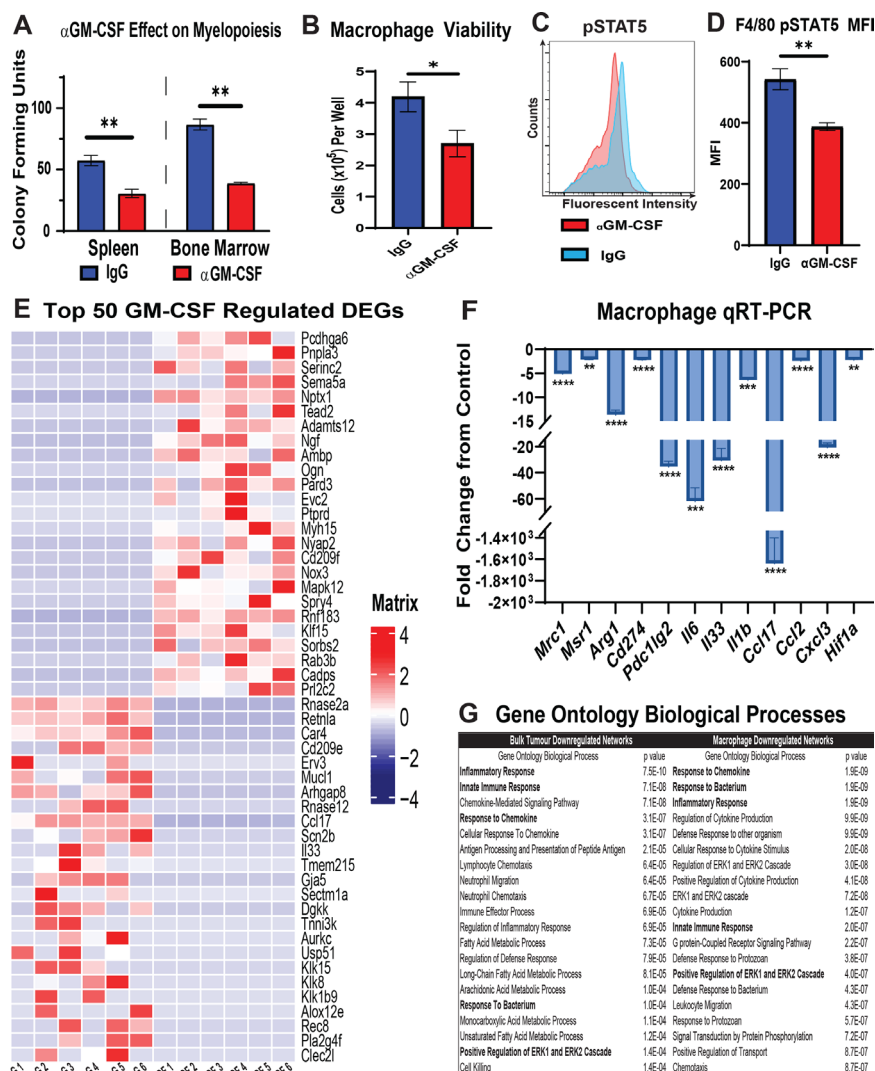 A αGM-CSF Effect on Myelopoiesis
Colony Forming Units
100
50
0
**
**
Spleen Bone Marrow
IgG αGM-CSF
B Macrophage Viability
Cells (x10⁵) Per Well
6
5
4
3
2
1
0
*
IgG
αGM-CSF
C pSTAT5
Counts
Fluorescent Intensity
αGM-CSF
IgG
D F4/80 pSTAT5 MFI
MFI
600
400
200
0
**
IgG αGM-CSF
E Top 50 GM-CSF Regulated DEGs
Pcdhga6
Pnpla3
Serinc2
Sema5a
Nptx1
Tead2
Adamts12
Ngf
Ambp
Ogn
Pard3
Evc2
Ptprd
Myh15
Nyap2
Cd209f
Nox3
Mapk12
Spry4
Rnf183
Klf15
Sorbs2
Rab3b
Cadps
Prl2c2
Rnase2a
Retnla
Car4
Cd209e
Erv3
Mucl1
Arhgap8
Rnase12
Ccl17
Scn2b
Il33
Tmem215
Gja5
Sectm1a
Dgkk
Tnni3k
Aurkc
Usp51
Klk15
Klk8
Klk1b9
Alox12e
Rec8
Pla2g4f
Clec2l
Matrix
4
2
0
−2
−4
F Macrophage qRT-PCR
Fold Change from Control
0
-5
-10
-15
-20
-40
-60
-1.4×10³
-1.6×10³
-1.8×10³
-2×10³
****
**
****
****
****
***
****
***
****
****
****
**
Mrc1
Msr1
Arg1
Cd274
Pdc1lg2
Il6
Il33
Il1b
Ccl17
Ccl2
Cxcl3
Hif1a
G Gene Ontology Biological Processes
Bulk Tumour Downregulated Networks Macrophage Downregulated Networks
Gene Ontology Biological Process p value Gene Ontology Biological Process p value
Inflammatory Response 7.5E-10 Response to Chemokine 1.9E-09
Innate Immune Response 7.1E-08 Response to Bacterium 1.9E-09
Chemokine-Mediated Signaling Pathway 7.1E-08 Inflammatory Response 1.9E-09
Response to Chemokine 3.1E-07 Regulation of Cytokine Production 9.9E-09
Cellular Response To Chemokine 3.1E-07 Defense Response to other organism 9.9E-09
Antigen Processing and Presentation of Peptide Antigen 2.1E-05 Cellular Response to Cytokine Stimulus 2.0E-08
Lymphocyte Chemotaxis 6.4E-05 Regulation of ERK1 and ERK2 Cascade 3.0E-08
Neutrophil Migration 6.4E-05 Positive Regulation of Cytokine Production 4.1E-08
Neutrophil Chemotaxis 6.7E-05 ERK1 and ERK2 cascade 7.2E-08
Immune Effector Process 6.9E-05 Cytokine Production 1.2E-07
Regulation of Inflammatory Response 6.9E-05 Innate Immune Response 2.0E-07
Fatty Acid Metabolic Process 7.3E-05 G protein-Coupled Receptor Signaling Pathway 2.2E-07
Regulation of Defense Response 7.9E-05 Defense Response to Protozoan 3.8E-07
Long-Chain Fatty Acid Metabolic Process 8.1E-05 Positive Regulation of ERK1 and ERK2 Cascade 4.0E-07
Arachidonic Acid Metabolic Process 1.0E-04 Defense Response to Bacterium 4.3E-07
Response To Bacterium 1.0E-04 Leukocyte Migration 4.3E-07
Monocarboxylic Acid Metabolic Process 1.1E-04 Response to Protozoan 5.7E-07
Unsaturated Fatty Acid Metabolic Process 1.2E-04 Signal Transduction by Protein Phosphorylation 7.2E-07
Positive Regulation of ERK1 and ERK2 Cascade 1.4E-04 Positive Regulation of Transport 8.7E-07
Cell Killing 1.4E-04 Chemotaxis 8.7E-07